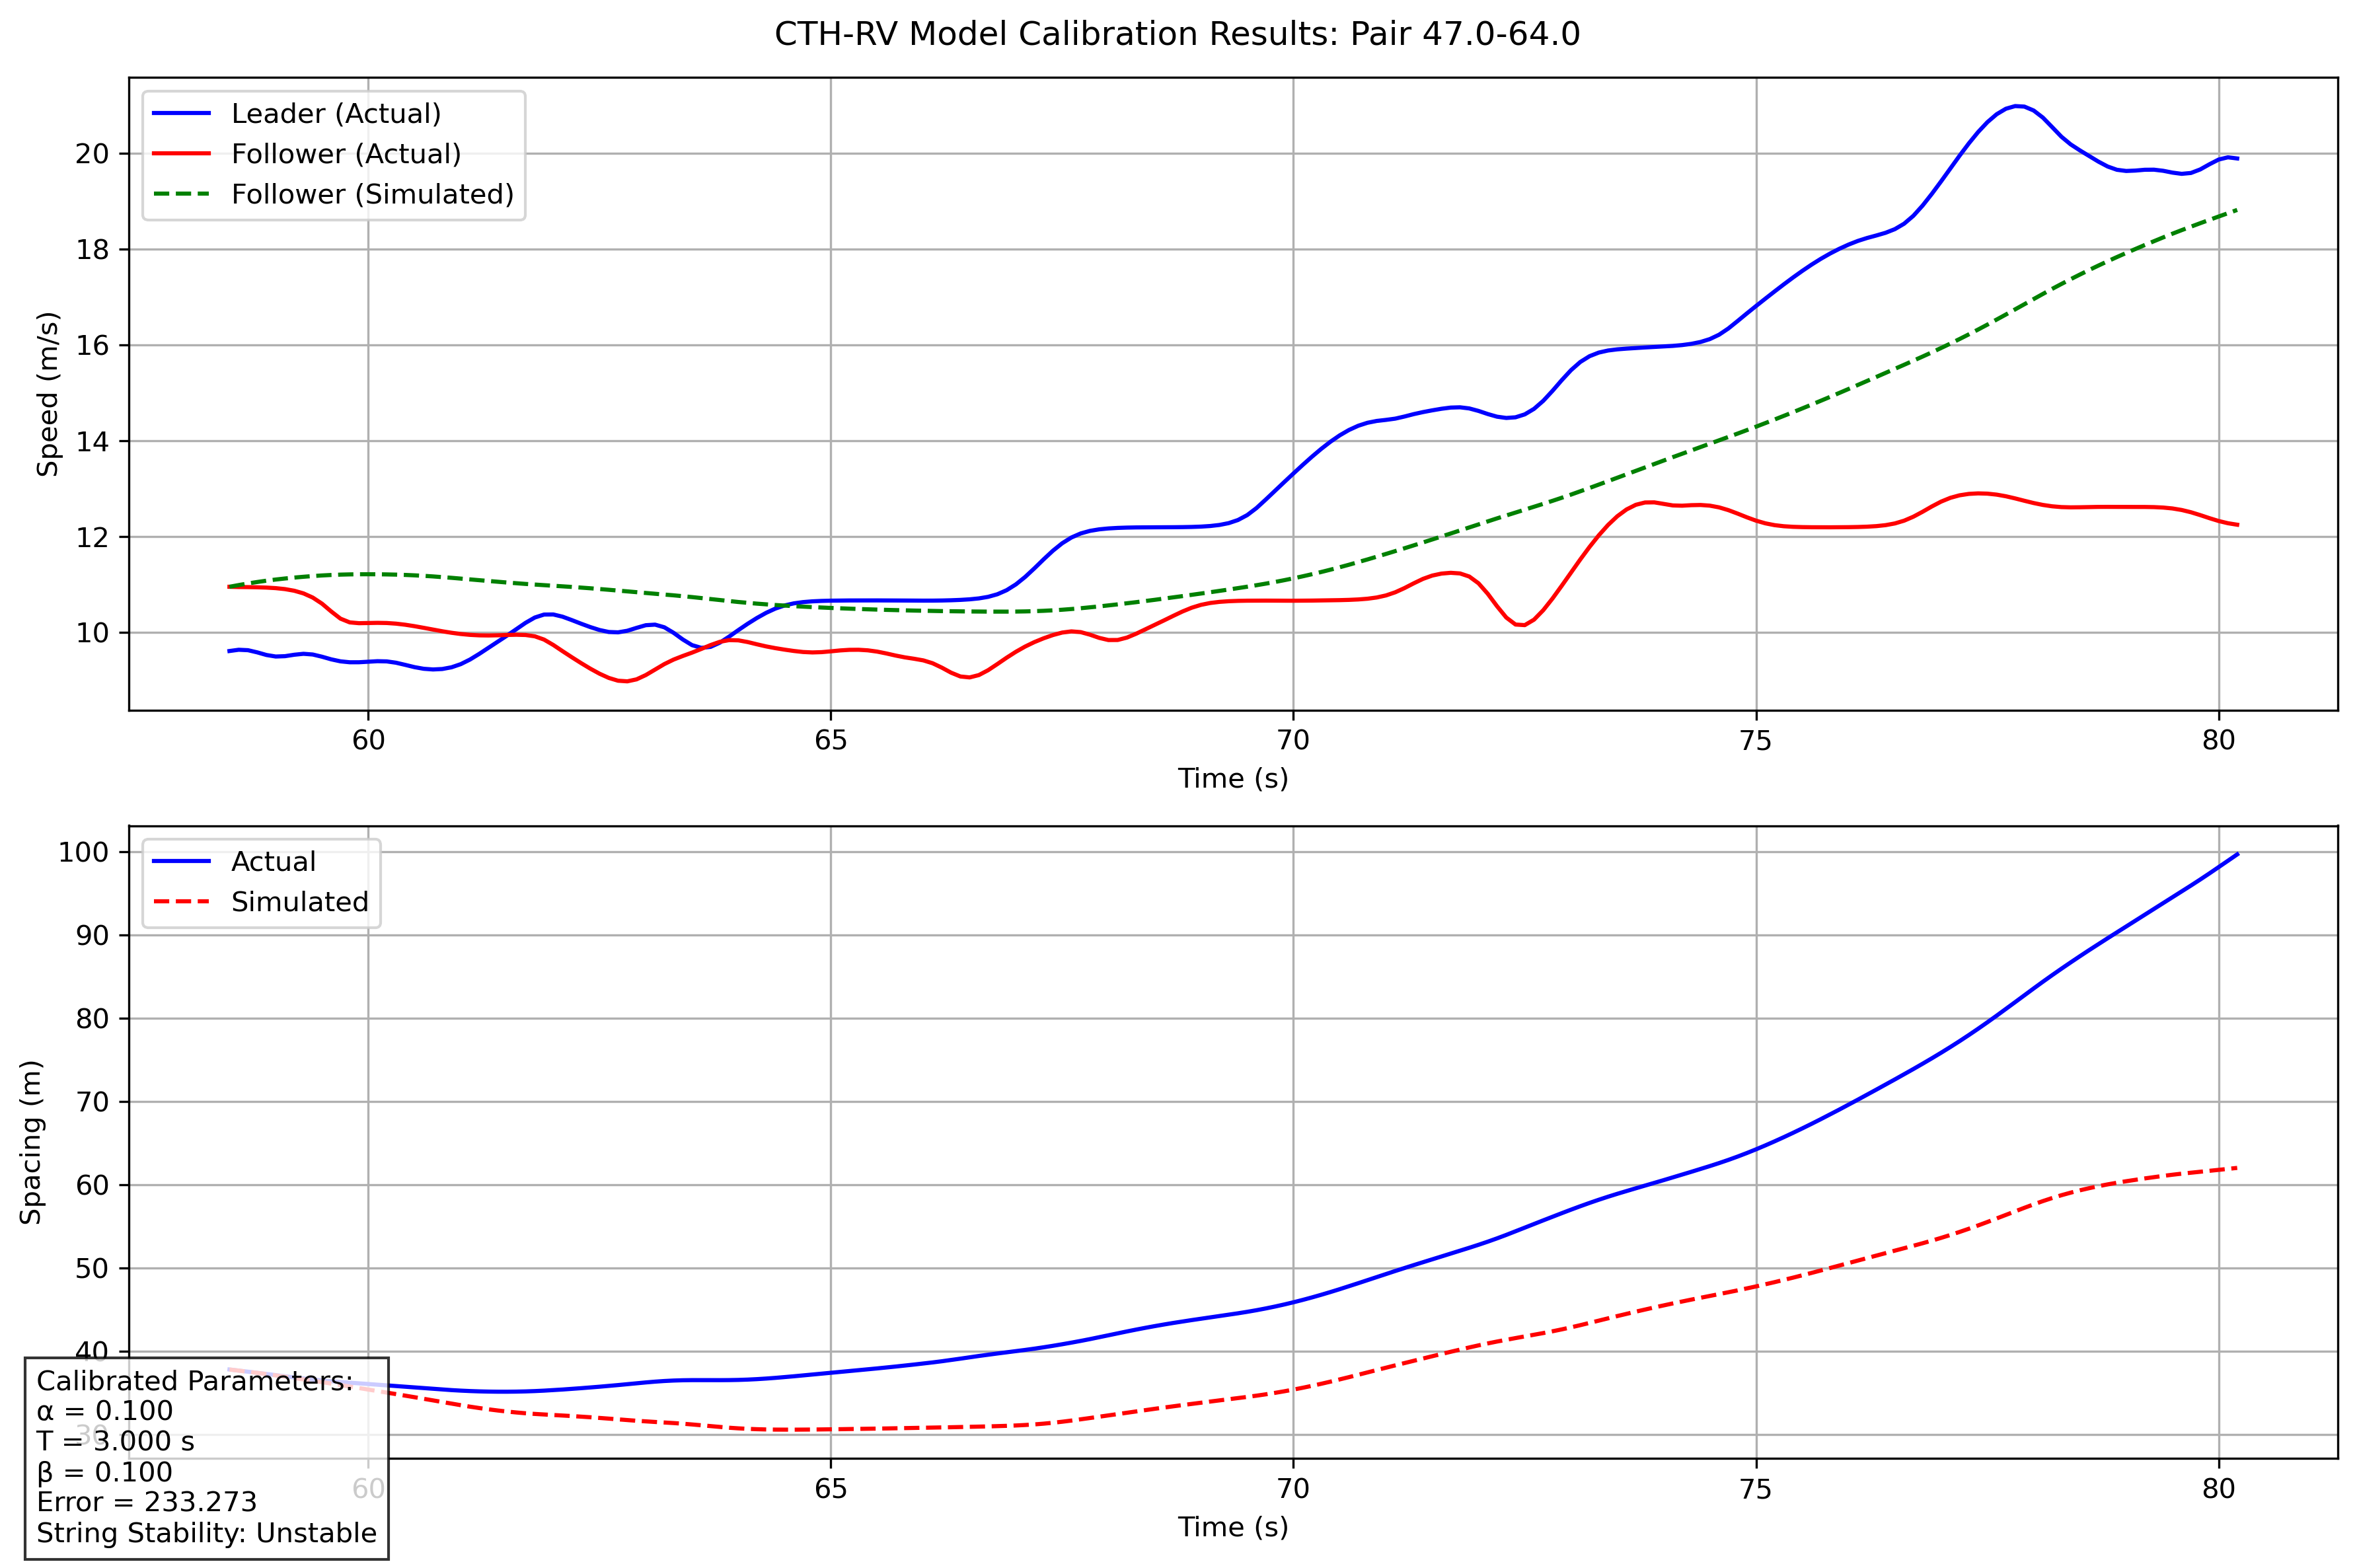 CTH-RV Model Calibration Results: Pair 47.0-64.0
Leader (Actual)
Follower (Actual)
Follower (Simulated)
Speed (m/s)
20
18
16
14
12
10
60
65
70
75
80
Time (s)
Actual
Simulated
Spacing (m)
100
90
80
70
60
50
40
30
60
65
70
75
80
Time (s)
Calibrated Parameters:
α = 0.100
T = 3.000 s
β = 0.100
Error = 233.273
String Stability: Unstable